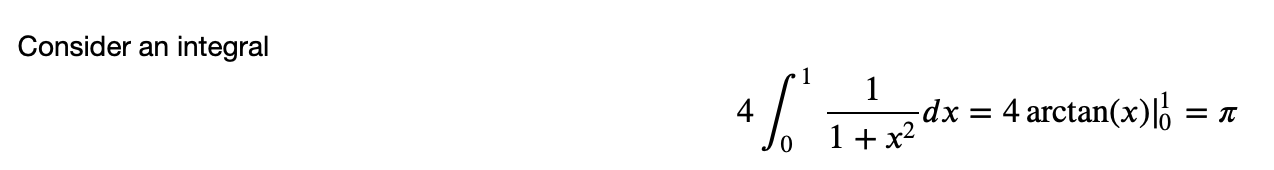 Consider an integral
4 ∫₀¹ 1/(1 + x²) dx = 4 arctan(x)|₀¹ = π